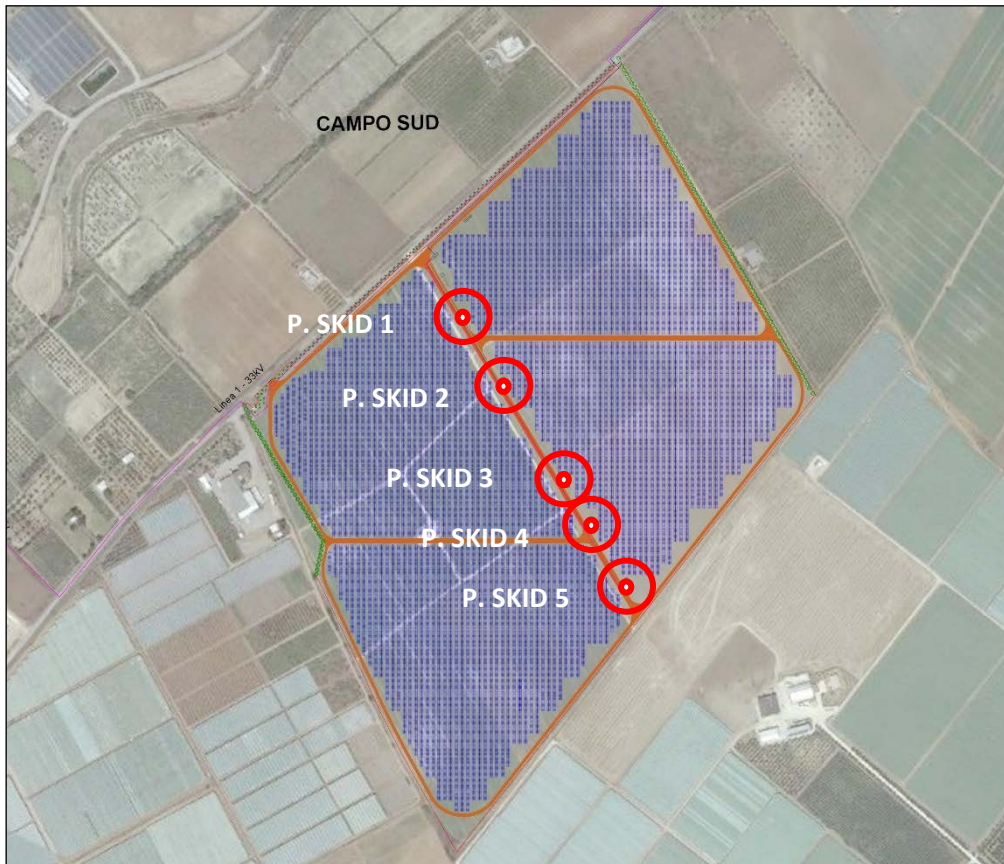 CAMPO SUD
P. SKID 1
Linea 1 - 33KV
P. SKID 2
P. SKID 3
P. SKID 4
P. SKID 5